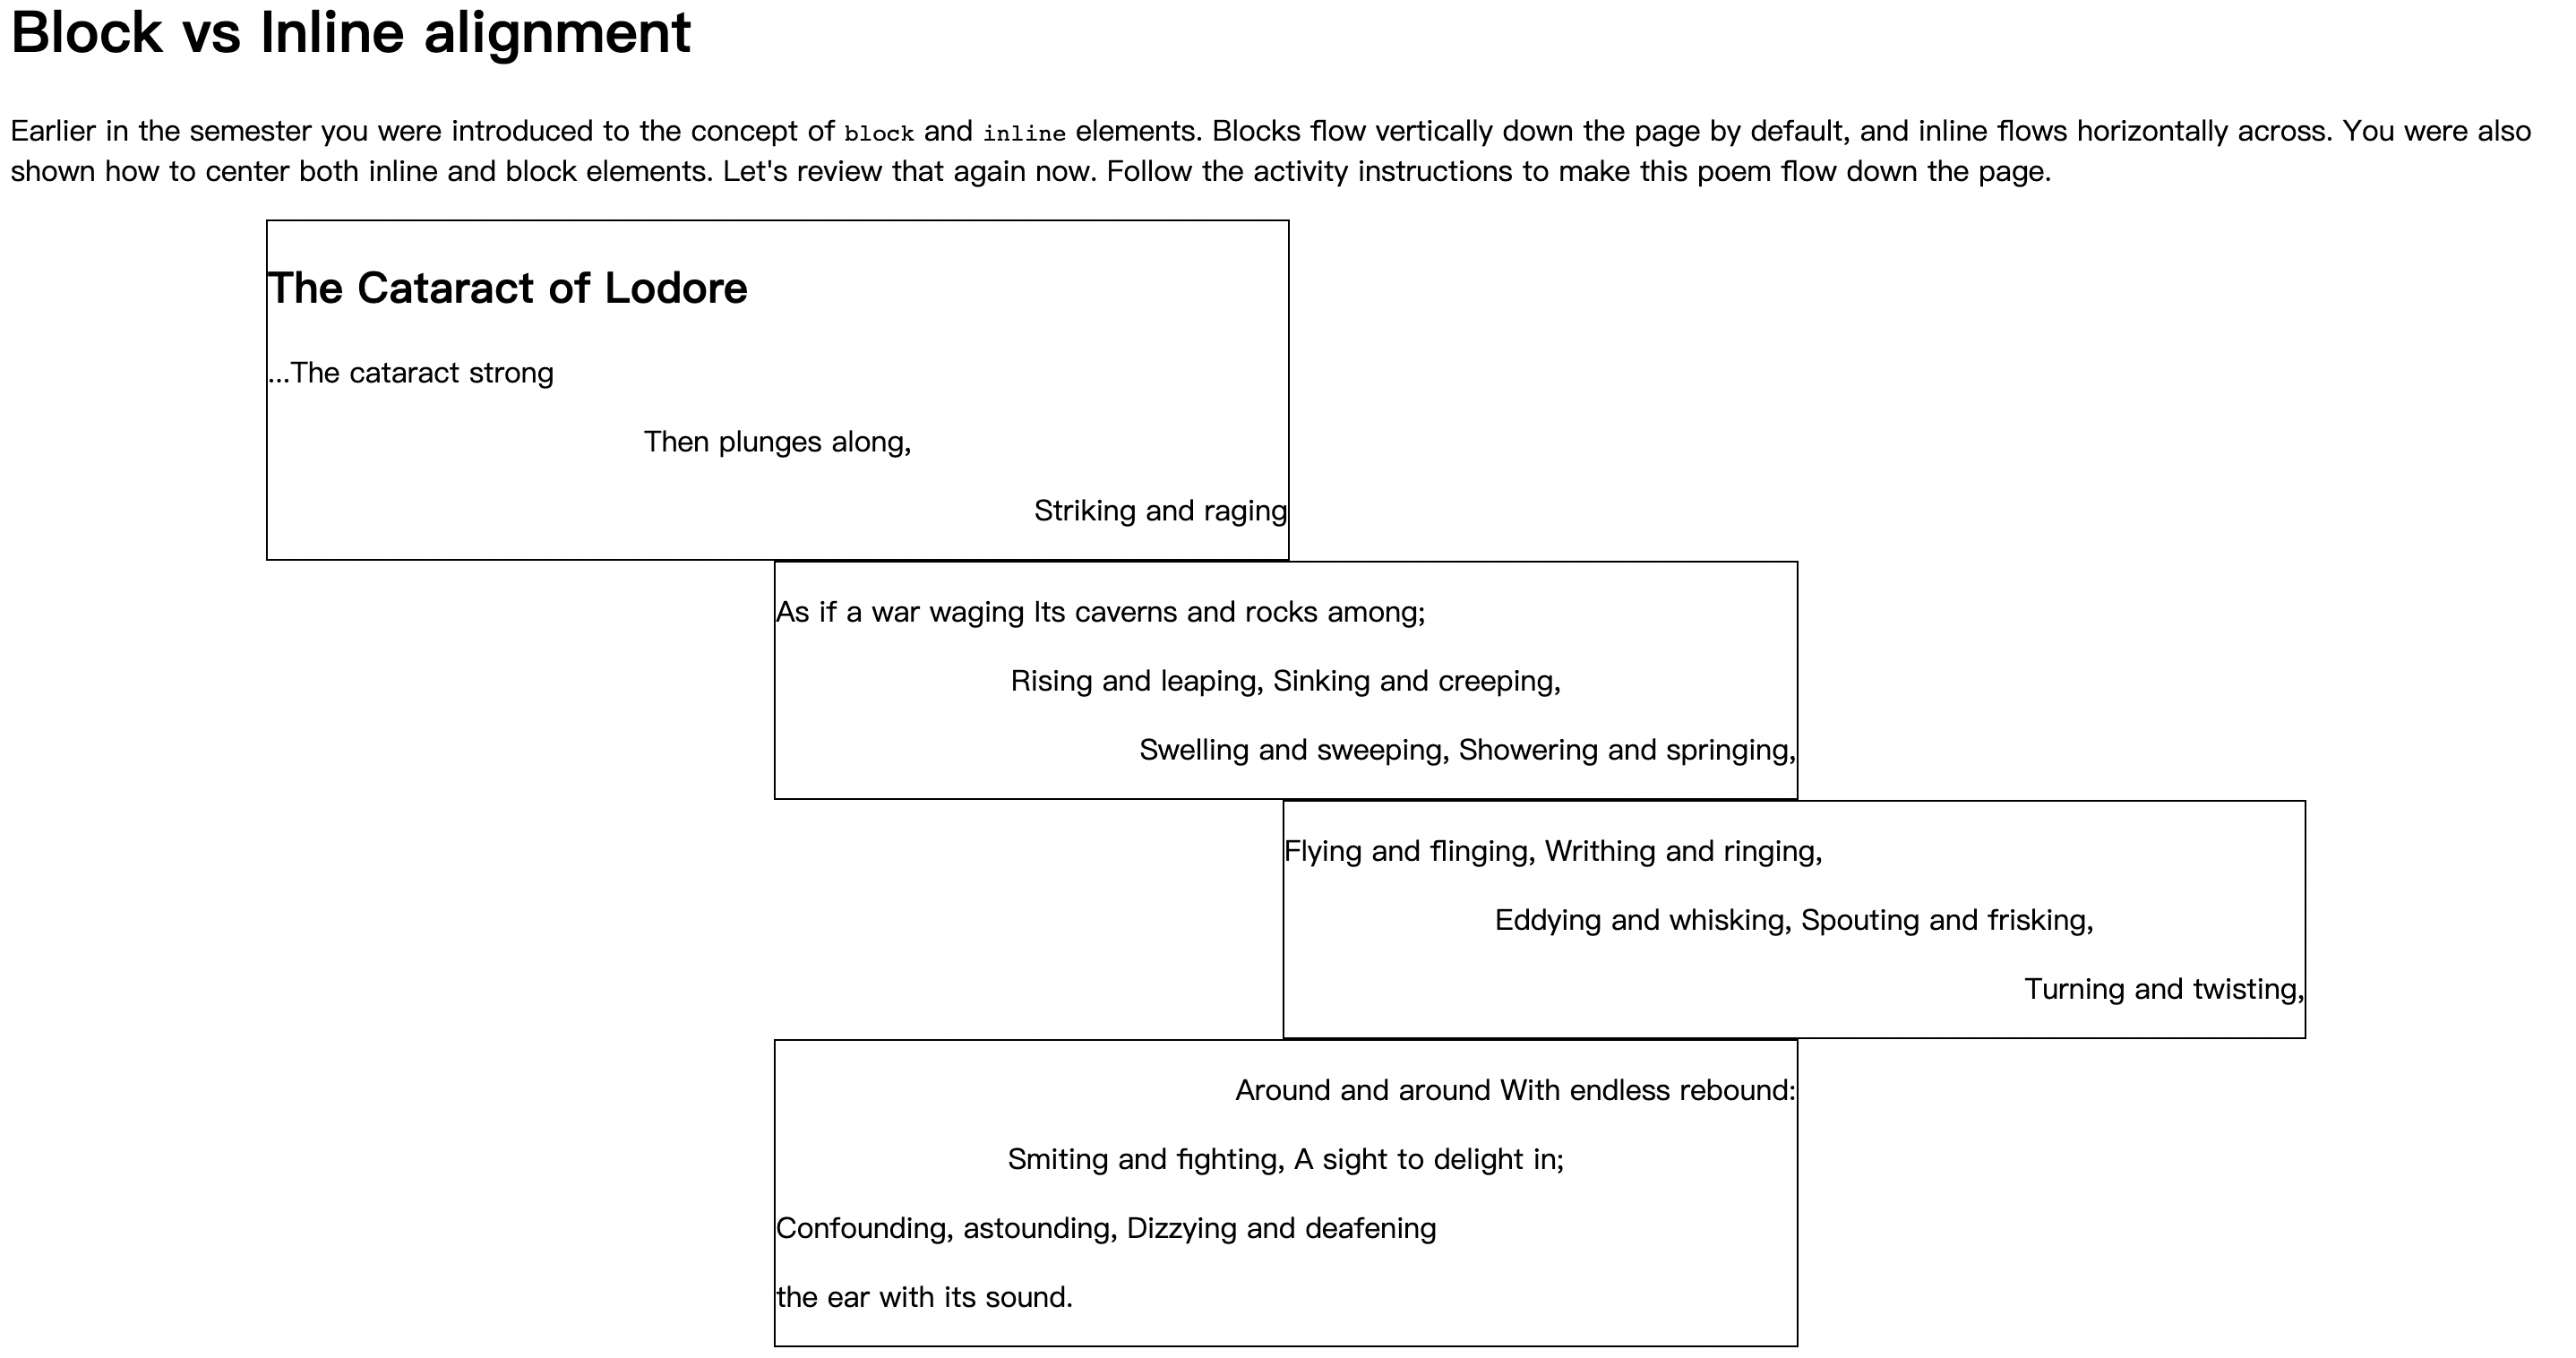 Block vs Inline alignment
Earlier in the semester you were introduced to the concept of block and inline elements. Blocks flow vertically down the page by default, and inline flows horizontally across. You were also
shown how to center both inline and block elements. Let's review that again now. Follow the activity instructions to make this poem flow down the page.
The Cataract of Lodore
...The cataract strong
Then plunges along,
Striking and raging
As if a war waging Its caverns and rocks among;
Rising and leaping, Sinking and creeping,
Swelling and sweeping, Showering and springing,
Flying and flinging, Writhing and ringing,
Eddying and whisking, Spouting and frisking,
Turning and twisting,
Around and around With endless rebound:
Smiting and fighting, A sight to delight in;
Confounding, astounding, Dizzying and deafening
the ear with its sound.